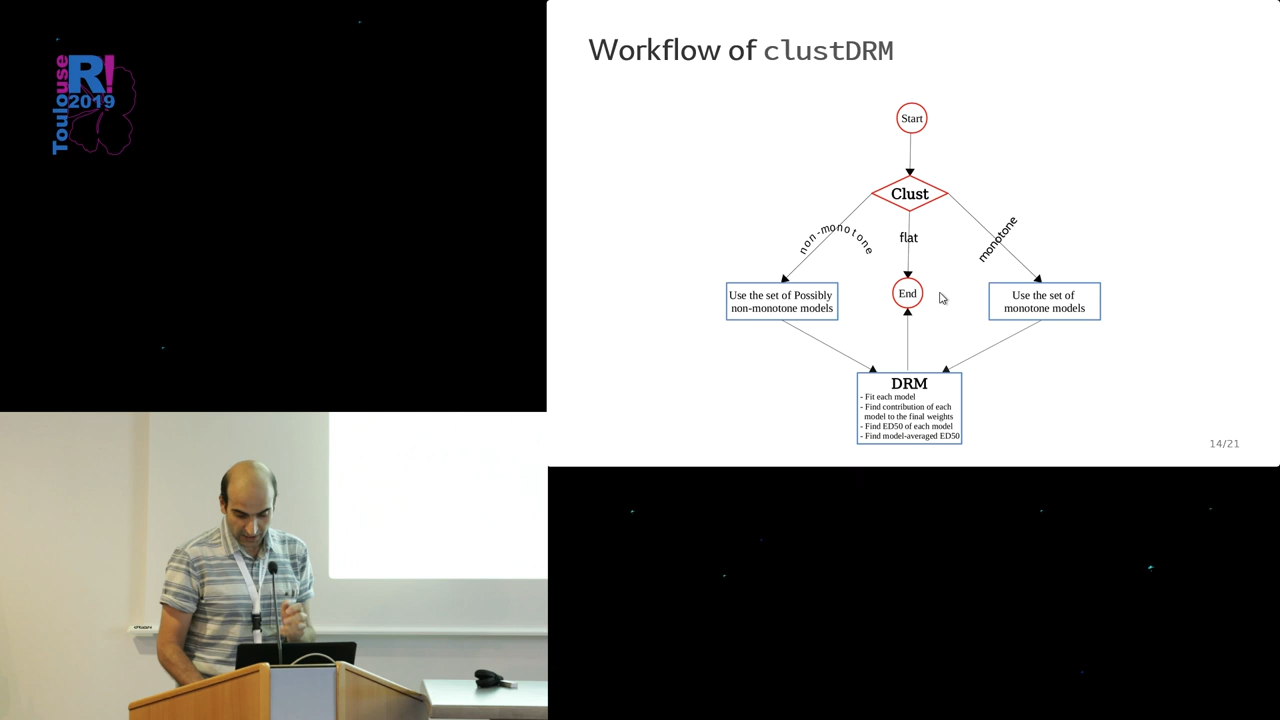 Toulouse
R!
2019
Workflow of clustDRM
Start
Clust
non-monotone
flat
monotone
Use the set of Possibly
non-monotone models
End
Use the set of
monotone models
DRM
- Fit each model
- Find contribution of each
model to the final weights
- Find ED50 of each model
- Find model-averaged ED50
14/21